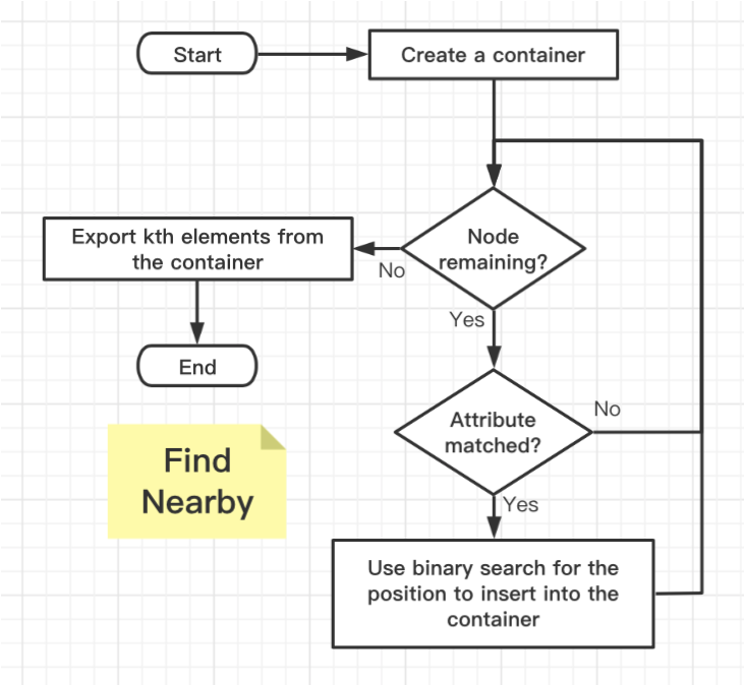 Start
Create a container
Node
remaining?
No
Export kth elements from
the container
End
Yes
Attribute
matched?
No
Yes
Use binary search for the
position to insert into the
container
Find
Nearby